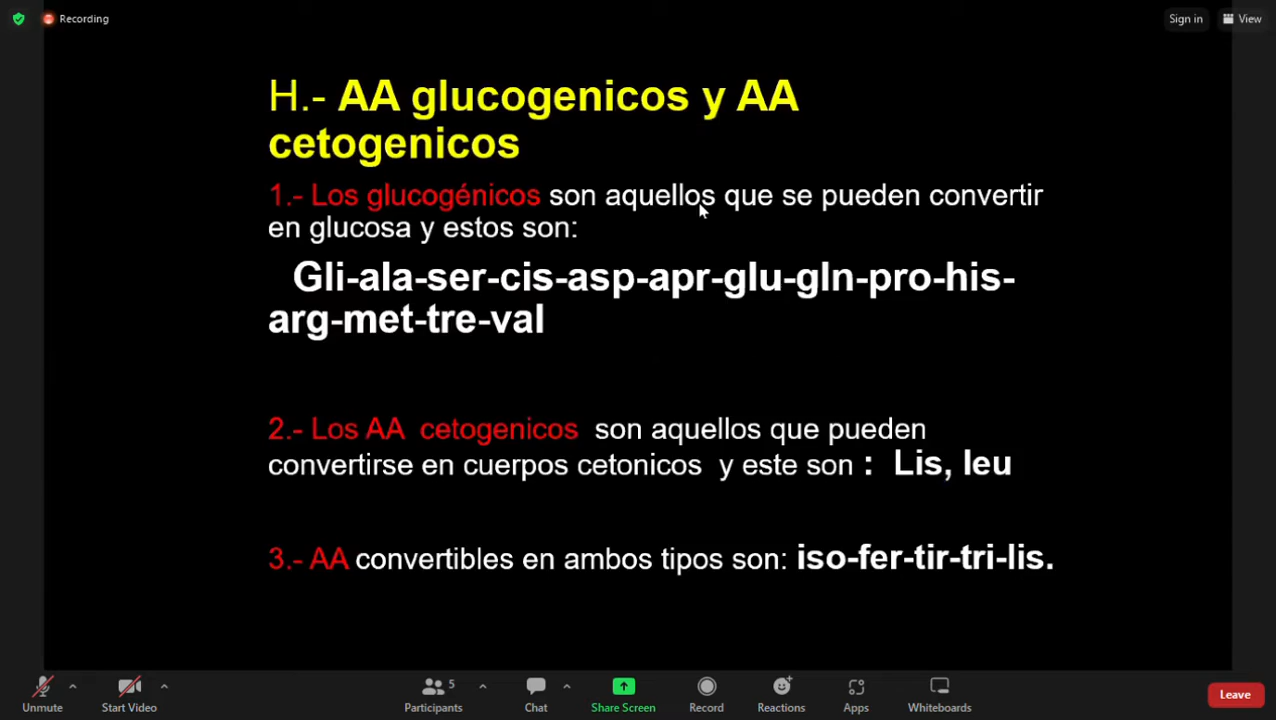 Recording
Sign in
View
H.- AA glucogenicos y AA
cetogenicos
1.- Los glucogénicos son aquellos que se pueden convertir
en glucosa y estos son:
Gli-ala-ser-cis-asp-apr-glu-gln-pro-his-
arg-met-tre-val
2.- Los AA cetogenicos son aquellos que pueden
convertirse en cuerpos cetonicos y este son : Lis, leu
3.- AA convertibles en ambos tipos son: iso-fer-tir-tri-lis.
5
Unmute
Start Video
Participants
Chat
Share Screen
Record
Reactions
Apps
Whiteboards
Leave